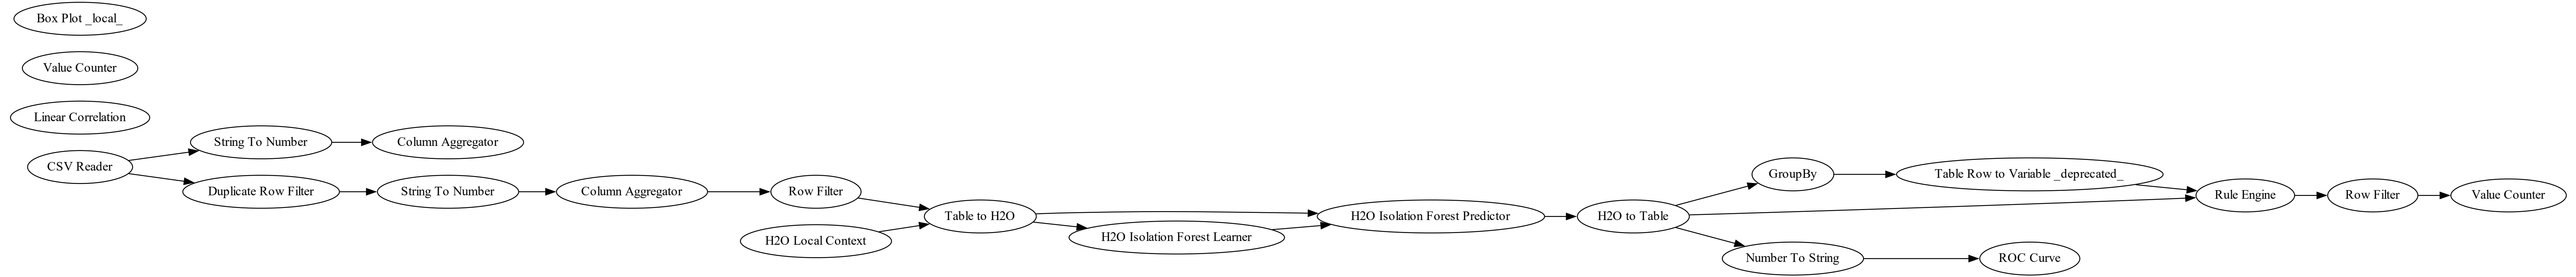 Box Plot _local_
Value Counter
Linear Correlation
CSV Reader
String To Number
Column Aggregator
Duplicate Row Filter
String To Number
Column Aggregator
Row Filter
H2O Local Context
Table to H2O
H2O Isolation Forest Learner
H2O Isolation Forest Predictor
H2O to Table
GroupBy
Table Row to Variable _deprecated_
Number To String
ROC Curve
Rule Engine
Row Filter
Value Counter